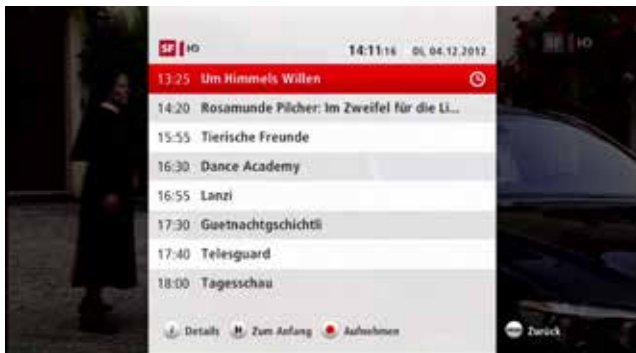 SF 14:11:16 DI, 04.12.2012
13:25 Um Himmels Willen
14:20 Rosamunde Pilcher: Im Zweifel für die Li...
15:55 Tierische Freunde
16:30 Dance Academy
16:55 Lanzi
17:30 Guetnachtgschichtli
17:40 Telesguard
18:00 Tagesschau
Details Zum Anfang Aufnehmen Zurück